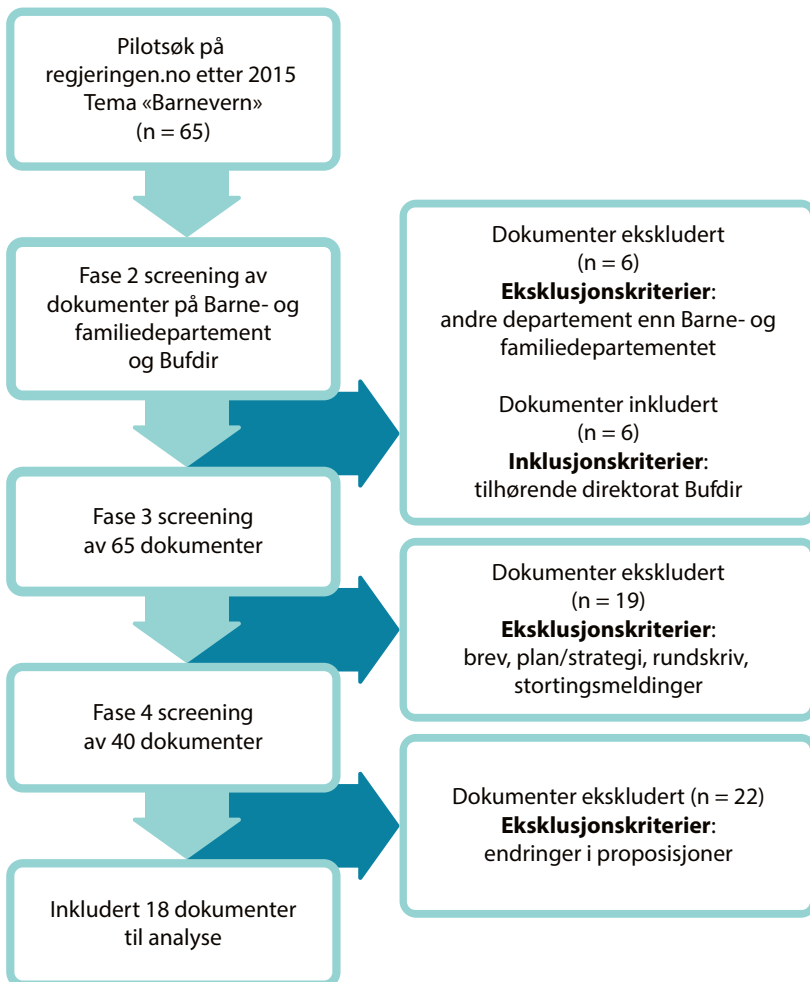 Pilotsøk på
regjeringen.no etter 2015
Tema «Barnevern»
(n = 65)
Fase 2 screening av
dokumenter på Barne- og
familiedepartement
og Bufdir
Dokumenter ekskludert
(n = 6)
Eksklusjonskriterier:
andre departement enn Barne- og
familiedepartementet
Dokumenter inkludert
(n = 6)
Inklusjonskriterier:
tilhørende direktorat Bufdir
Fase 3 screening
av 65 dokumenter
Dokumenter ekskludert
(n = 19)
Eksklusjonskriterier:
brev, plan/strategi, rundskriv,
stortingsmeldinger
Fase 4 screening
av 40 dokumenter
Dokumenter ekskludert (n = 22)
Eksklusjonskriterier:
endringer i proposisjoner
Inkludert 18 dokumenter
til analyse